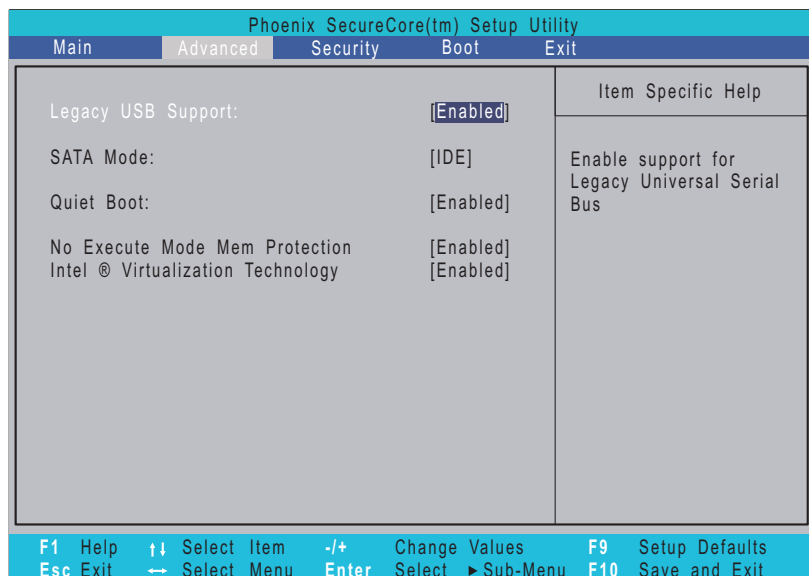 Phoenix SecureCore(tm) Setup Utility
Main Advanced Security Boot Exit
Legacy USB Support: [Enabled]
SATA Mode: [IDE]
Quiet Boot: [Enabled]
No Execute Mode Mem Protection [Enabled]
Intel ® Virtualization Technology [Enabled]
Item Specific Help
Enable support for
Legacy Universal Serial
Bus
F1 Help ↑↓ Select Item -/+ Change Values F9 Setup Defaults
Esc Exit ↔ Select Menu Enter Select ▶Sub-Menu F10 Save and Exit